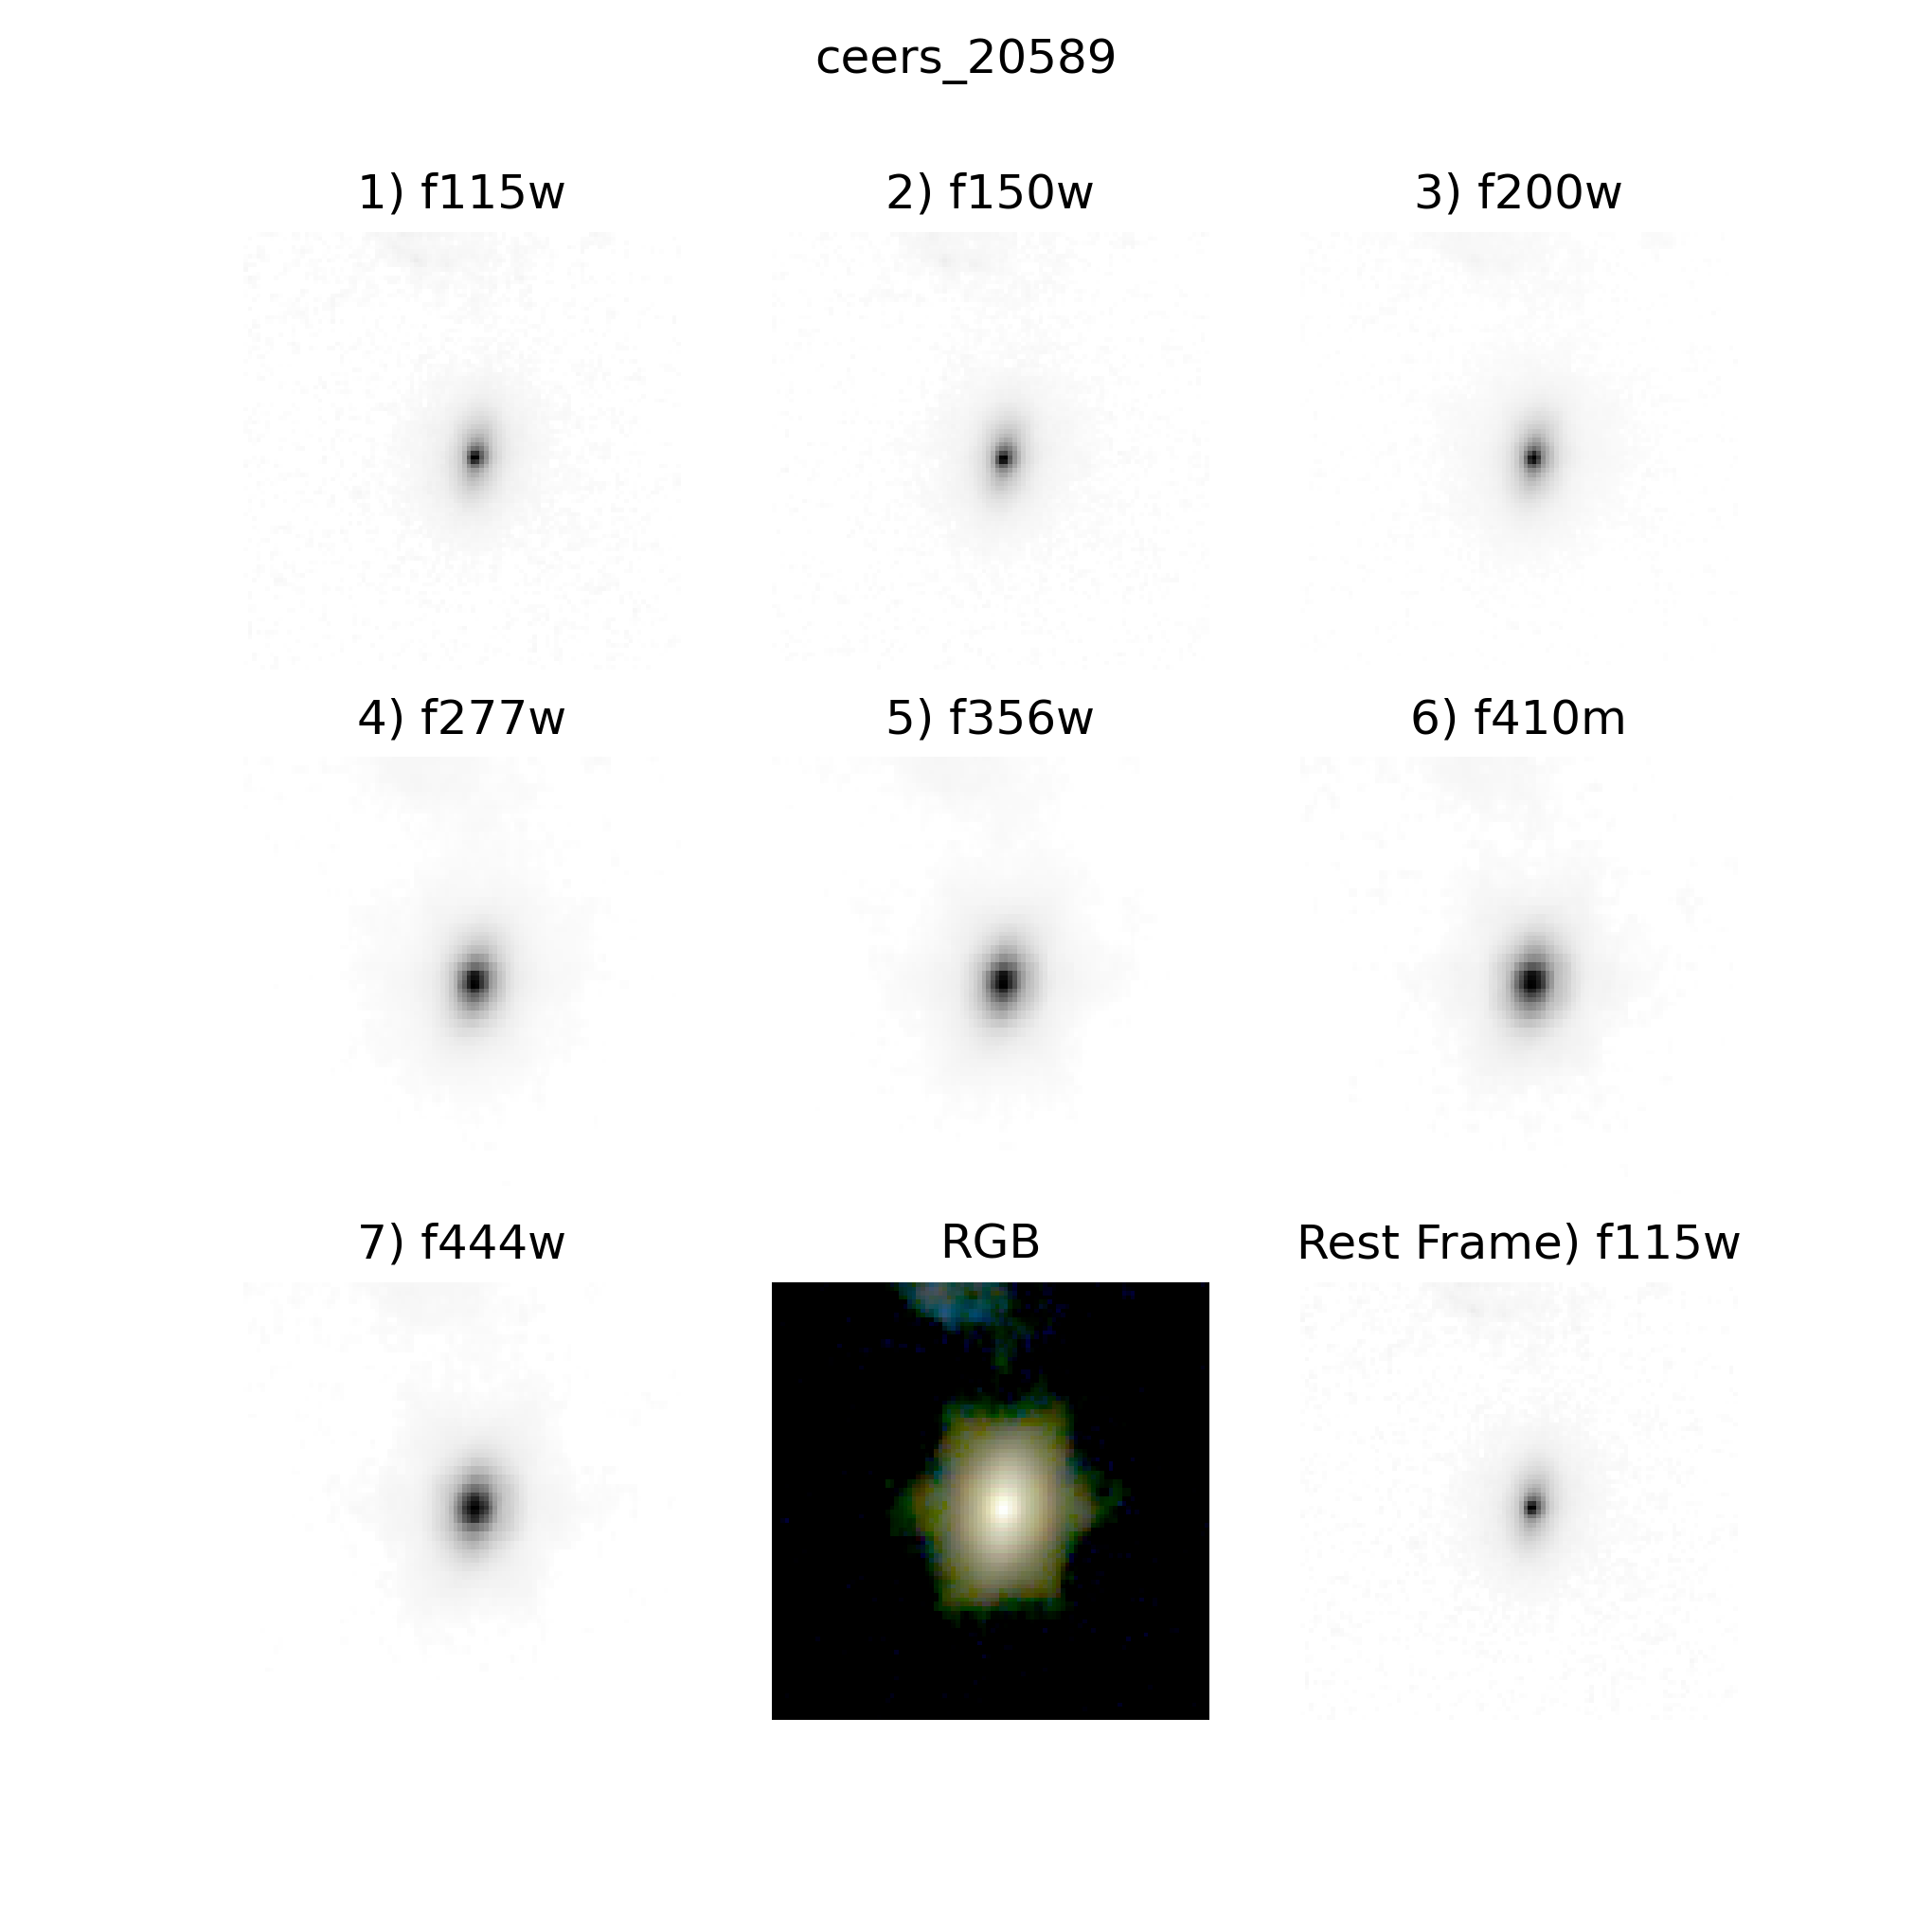 ceers_20589
1) f115w
2) f150w
3) f200w
4) f277w
5) f356w
6) f410m
7) f444w
RGB
Rest Frame) f115w